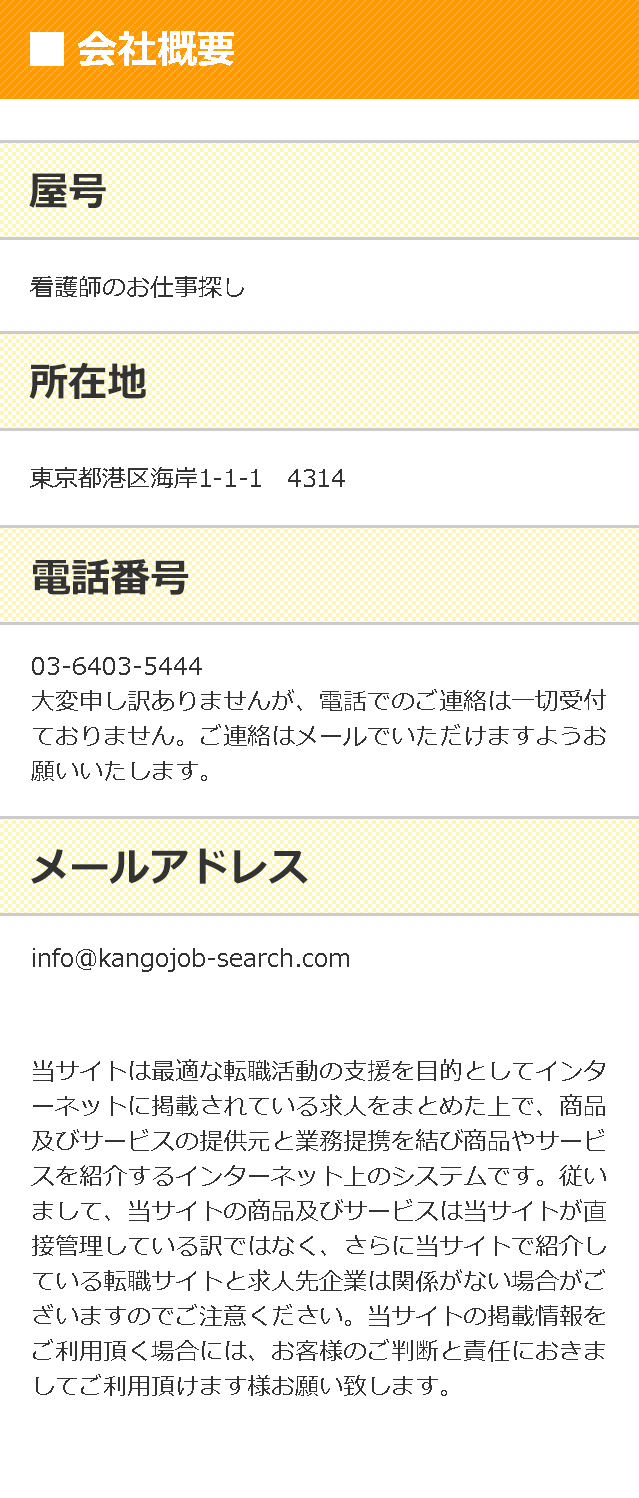 ■ 会社概要
屋号
看護師のお仕事探し
所在地
東京都港区海岸1-1-1　4314
電話番号
03-6403-5444
大変申し訳ありませんが、電話でのご連絡は一切受付
ておりません。ご連絡はメールでいただけますようお
願いいたします。
メールアドレス
info@kangojob-search.com
当サイトは最適な転職活動の支援を目的としてインタ
ーネットに掲載されている求人をまとめた上で、商品
及びサービスの提供元と業務提携を結び商品やサービ
スを紹介するインターネット上のシステムです。従い
まして、当サイトの商品及びサービスは当サイトが直
接管理している訳ではなく、さらに当サイトで紹介し
ている転職サイトと求人先企業は関係がない場合がご
ざいますのでご注意ください。当サイトの掲載情報を
ご利用頂く場合には、お客様のご判断と責任におきま
してご利用頂けます様お願い致します。